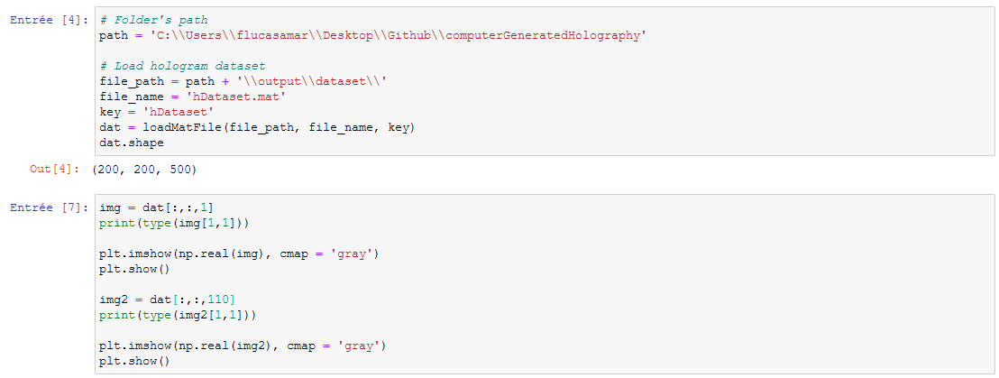 Entrée [4]: # Folder's path
path = 'C:\\Users\\flucasamar\\Desktop\\Github\\computerGeneratedHolography'
# Load hologram dataset
file_path = path + '\\output\\dataset\\'
file_name = 'hDataset.mat'
key = 'hDataset'
dat = loadMatFile(file_path, file_name, key)
dat.shape
Out[4]: (200, 200, 500)
Entrée [7]: img = dat[:,:,1]
print(type(img[1,1]))
plt.imshow(np.real(img), cmap = 'gray')
plt.show()
img2 = dat[:,:,110]
print(type(img2[1,1]))
plt.imshow(np.real(img2), cmap = 'gray')
plt.show()